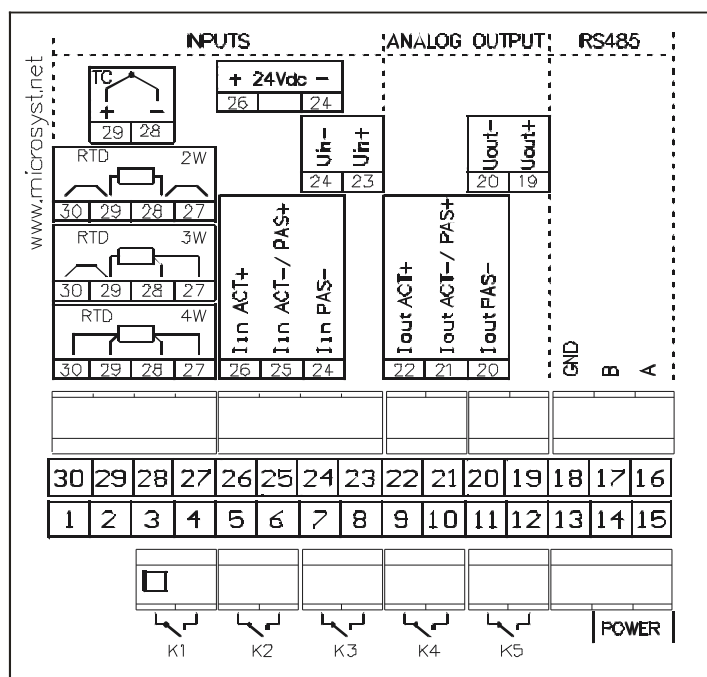 INPUTS ANALOG OUTPUT RS485
www.microsyst.net
TC
+ -
29 28
+ 24Vdc -
26 24
Uin- Uin+
24 23
Uout- Uout+
20 19
RTD 2W
30 29 28 27
RTD 3W
30 29 28 27
RTD 4W
30 29 28 27
Iin ACT+ Iin ACT-/ PAS+ Iin PAS-
26 25 24
Iout ACT+ Iout ACT-/ PAS+ Iout PAS-
22 21 20
GND B A
30 29 28 27 26 25 24 23 22 21 20 19 18 17 16
1 2 3 4 5 6 7 8 9 10 11 12 13 14 15
K1 K2 K3 K4 K5 POWER